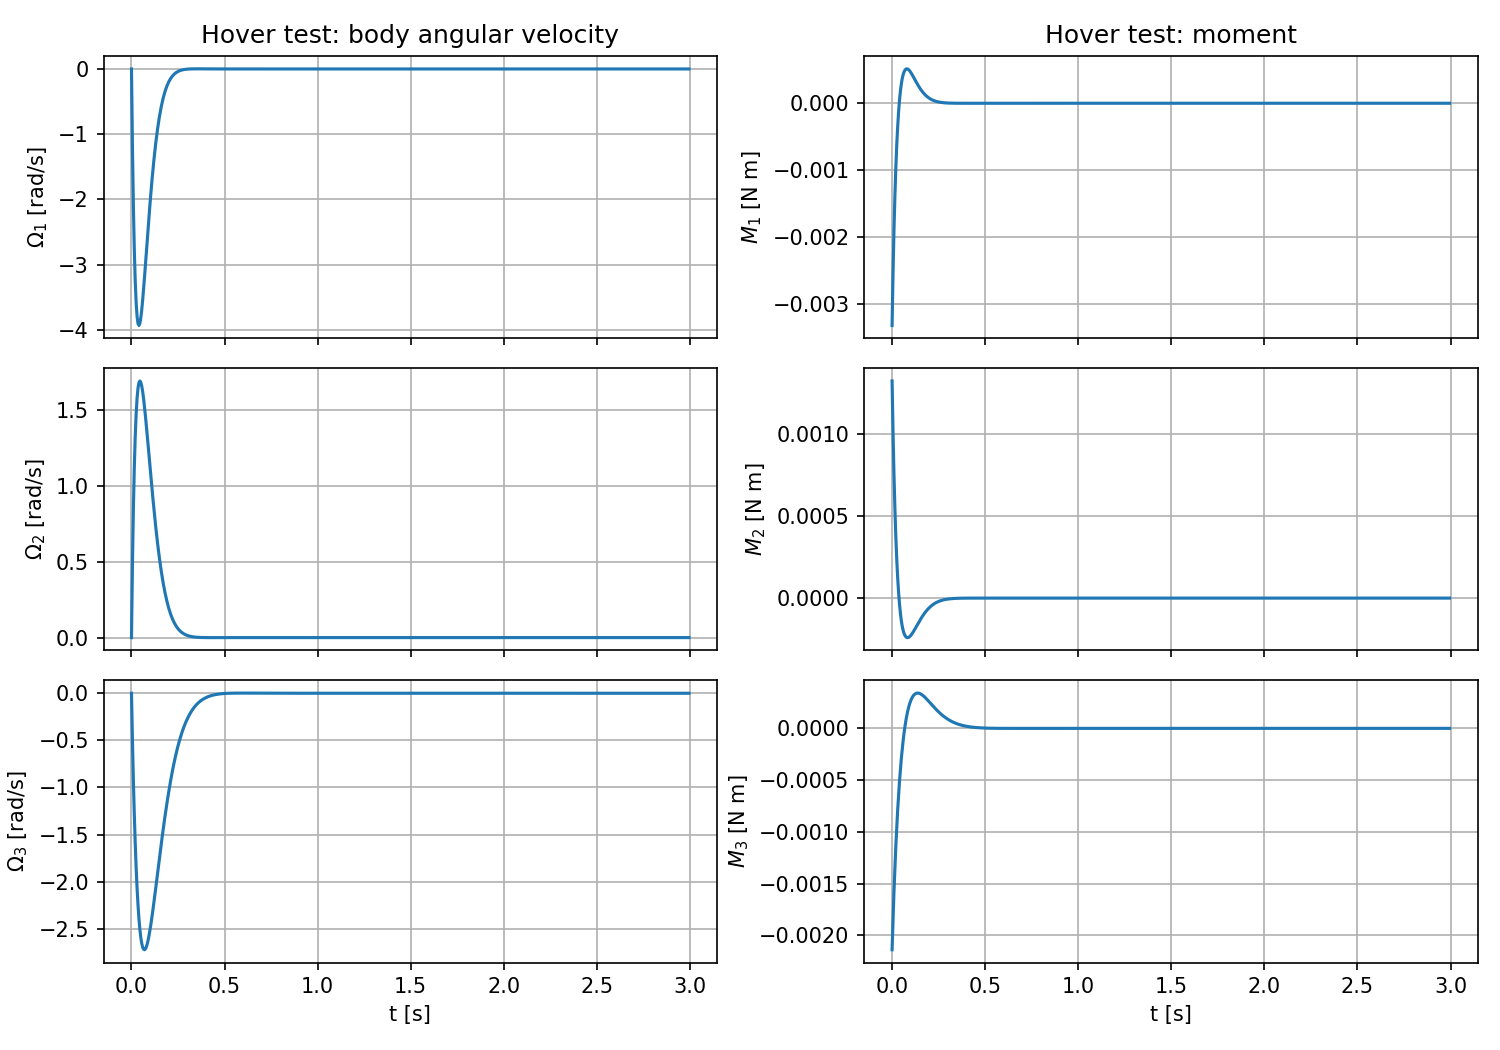 Hover test: body angular velocity
0
−1
−2
−3
−4
Ω₁ [rad/s]
Hover test: moment
0.000
−0.001
−0.002
−0.003
M₁ [N m]
1.5
1.0
0.5
0.0
Ω₂ [rad/s]
0.0010
0.0005
0.0000
M₂ [N m]
0.0
−0.5
−1.0
−1.5
−2.0
−2.5
Ω₃ [rad/s]
0.0 0.5 1.0 1.5 2.0 2.5 3.0
t [s]
0.0000
−0.0005
−0.0010
−0.0015
−0.0020
M₃ [N m]
0.0 0.5 1.0 1.5 2.0 2.5 3.0
t [s]